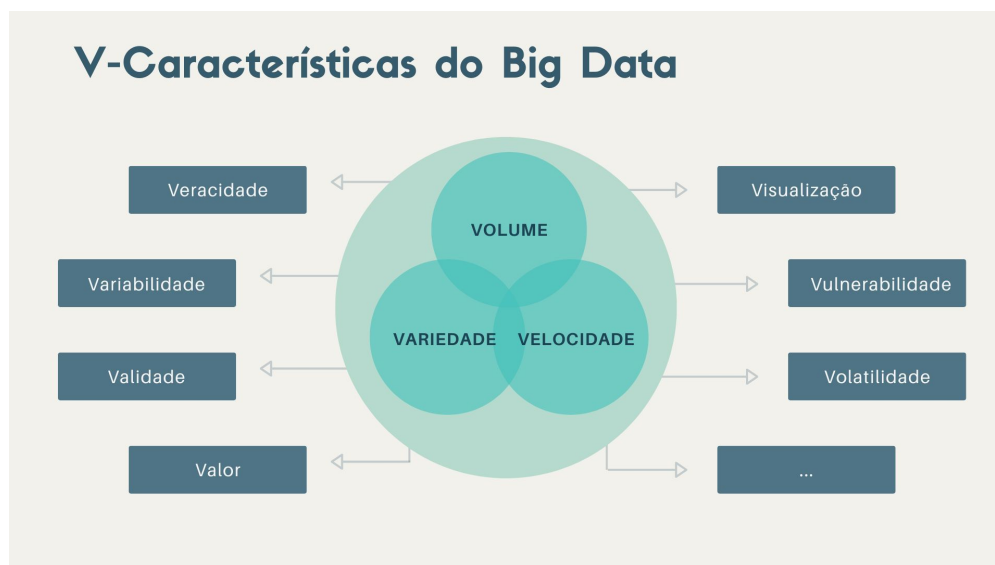 V-Características do Big Data
Veracidade
Visualização
VOLUME
Variabilidade
Vulnerabilidade
VARIEDADE
VELOCIDADE
Validade
Volatilidade
Valor
...